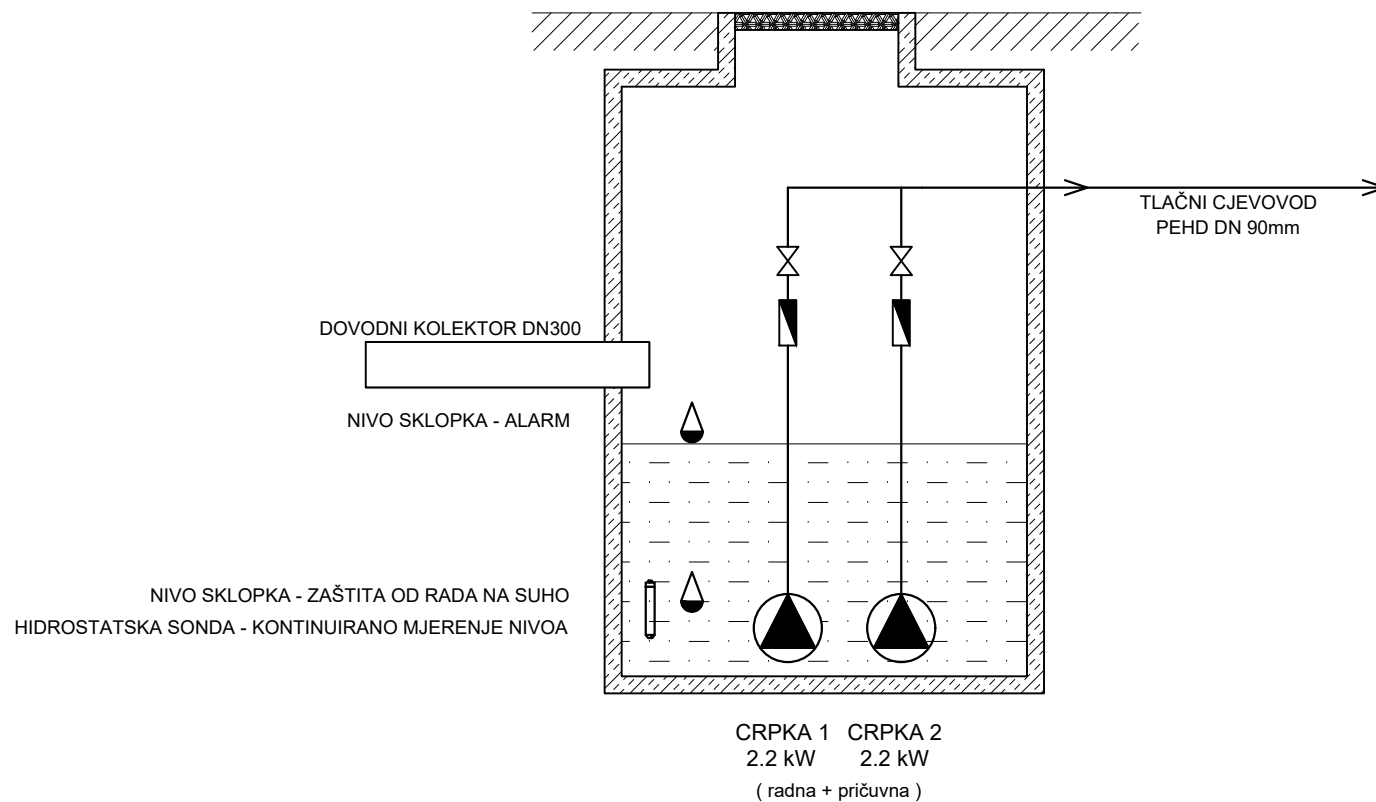 TLAČNI CJEVOVOD
PEHD DN 90mm
DOVODNI KOLEKTOR DN300
NIVO SKLOPKA - ALARM
NIVO SKLOPKA - ZAŠTITA OD RADA NA SUHO
HIDROSTATSKA SONDA - KONTINUIRANO MJERENJE NIVOA
CRPKA 1 CRPKA 2
2.2 kW 2.2 kW
( radna + pričuvna )